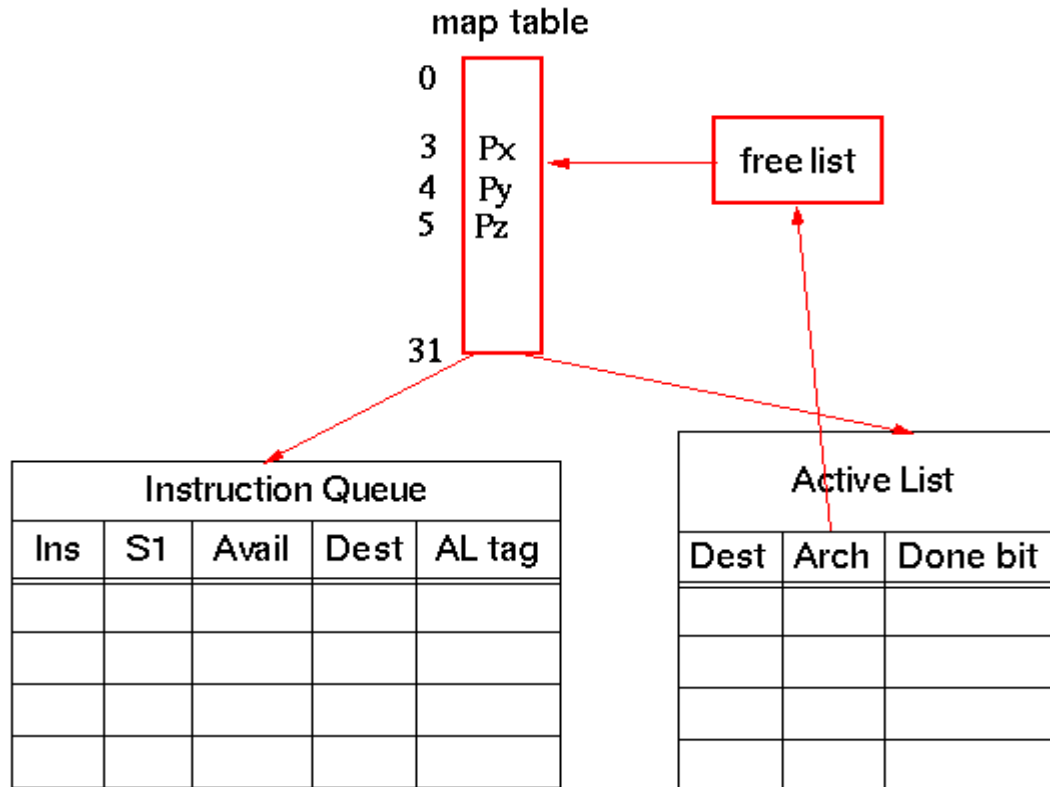 map table
0
3 Px
4 Py
5 Pz
31
free list
Instruction Queue
Ins S1 Avail Dest AL tag
Active List
Dest Arch Done bit